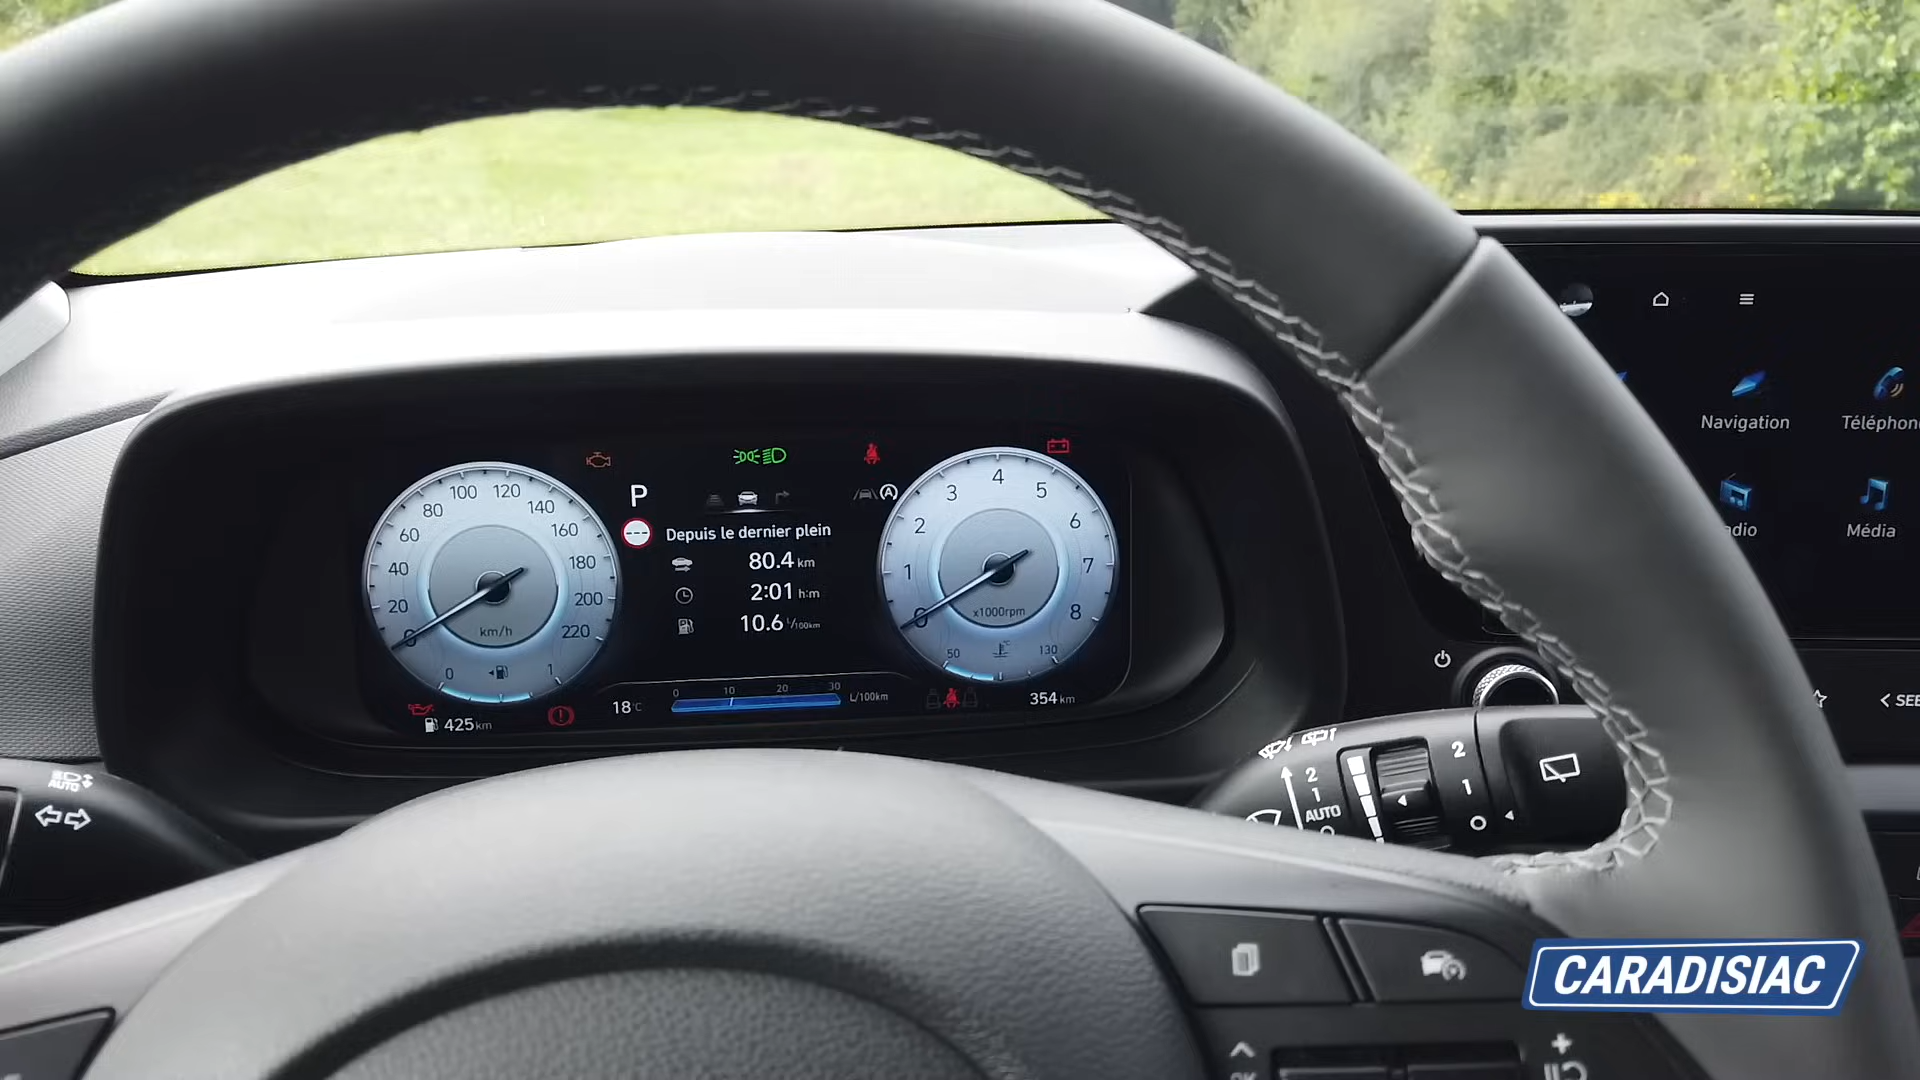 Navigation
Téléphon
adio
Média
0 20 40 60 80 100 120 140 160 180 200 220
km/h
0 1
P
---
Depuis le dernier plein
80.4 km
2:01 h:m
10.6 L/100km
A
0 1 2 3 4 5 6 7 8
x1000rpm
50 130
°C
425 km
18°C
0 10 20 30
L/100km
354 km
AUTO
2
1
AUTO
O
2
1
O
< SEE
CARADISIAC
OK